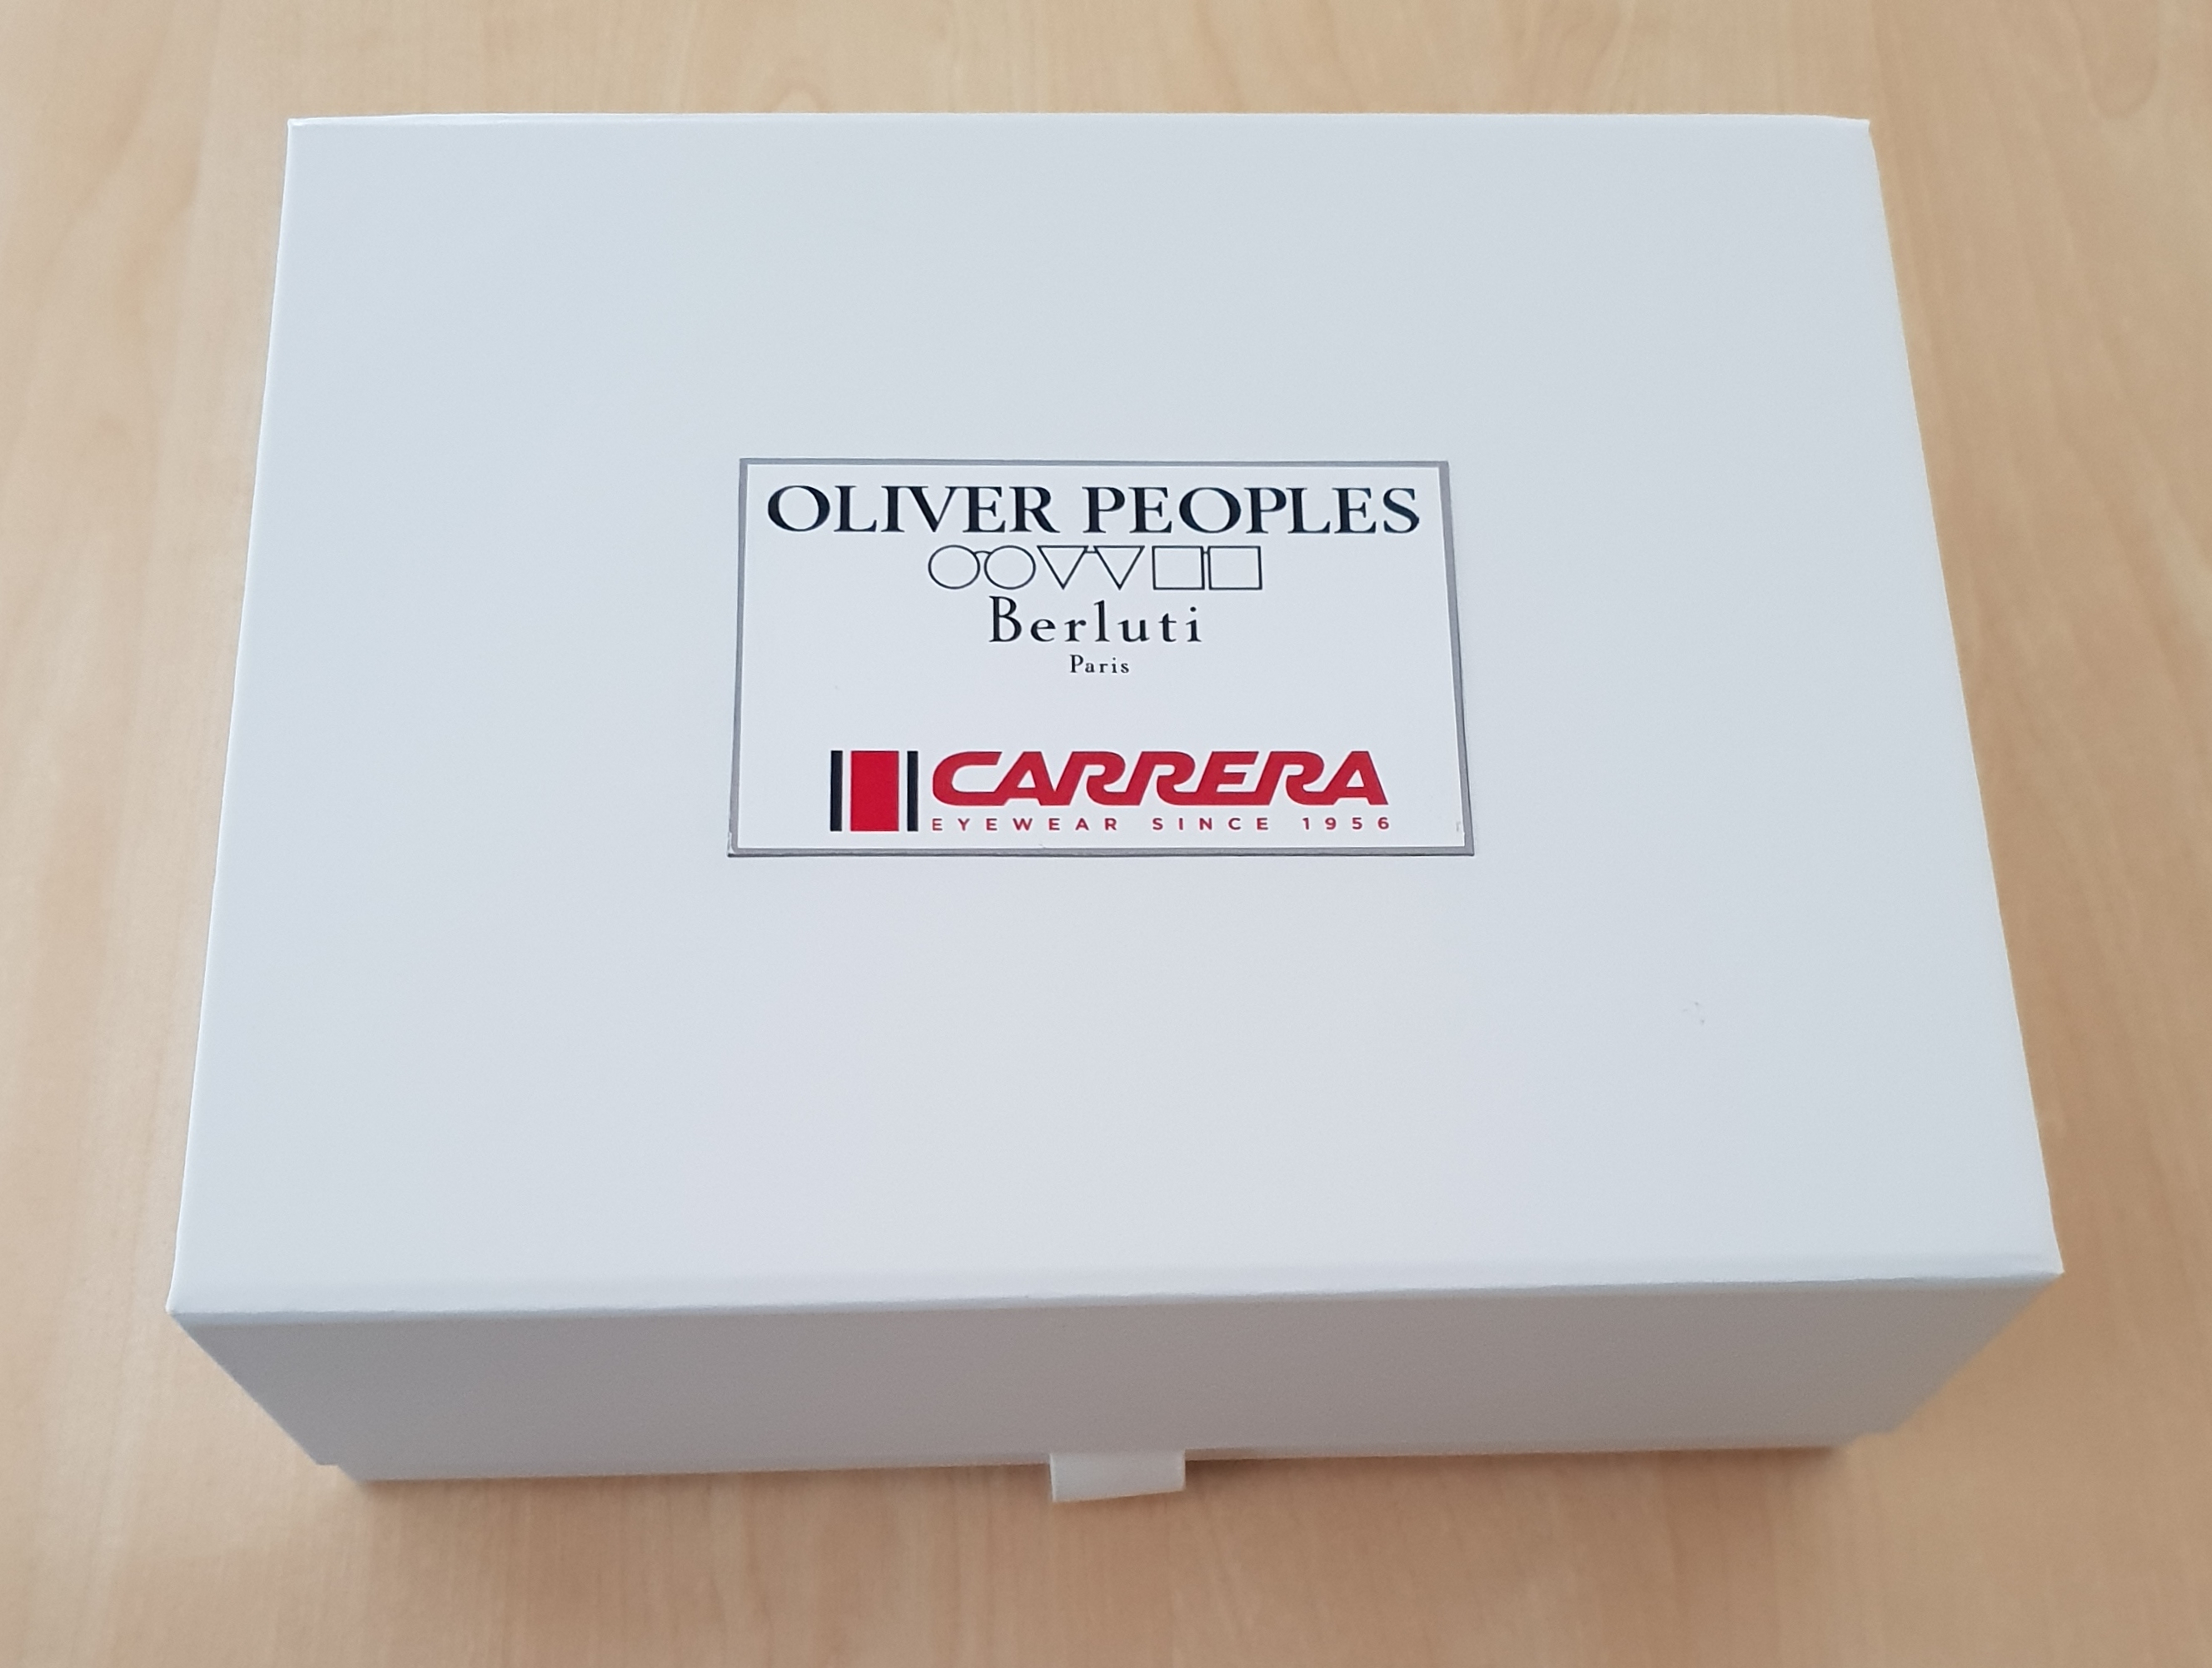 OLIVER PEOPLES
Berluti
Paris
CARRERA
EYEWEAR SINCE 1956